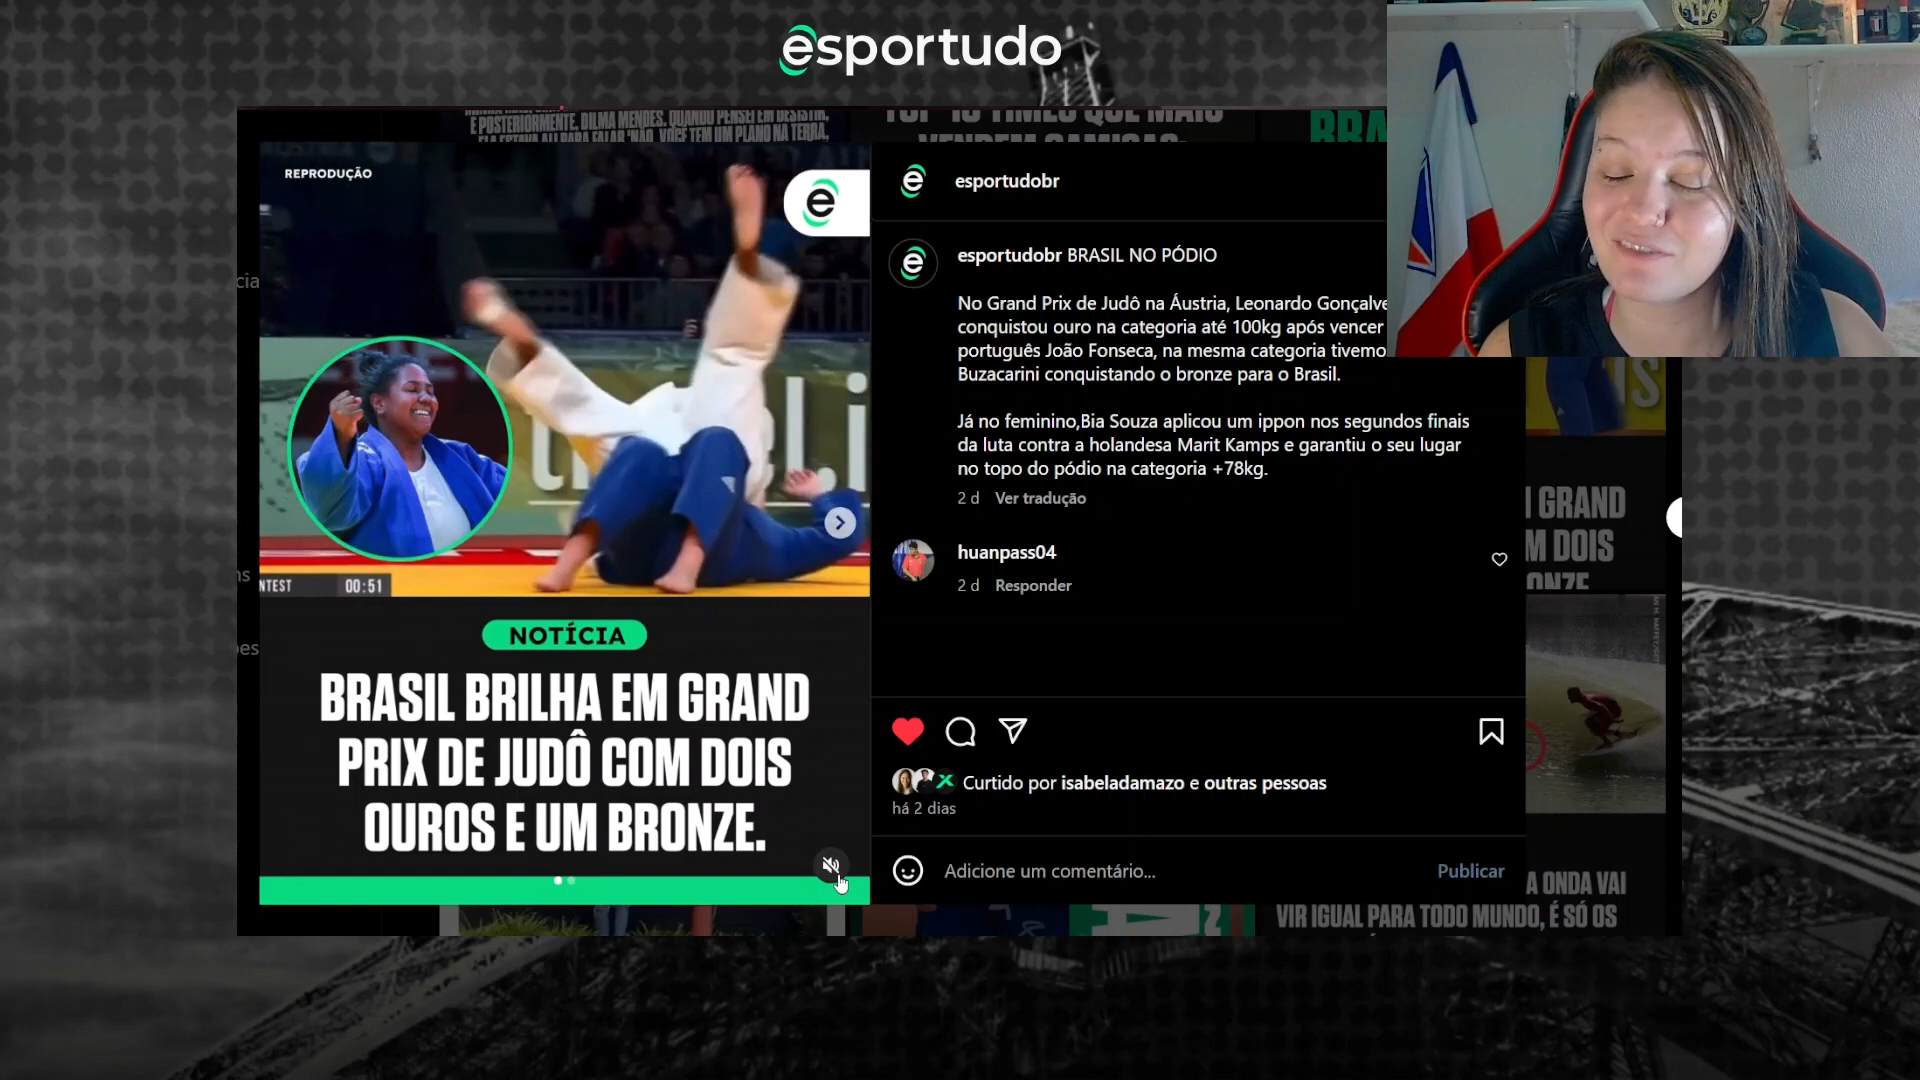 esportudo
E POSTERIORMENTE, DILMA MENDES. QUANDO PENSEI EM DESISTIR,
ELA ESTAVA ALI PARA FALAR "NÃO, VOCÊ TEM UM PLANO NA TERRA,
TOP 10 TIMES QUE MAIS
VENDEM CAMISAS:
BRA
REPRODUÇÃO
e
NTEST 00:51
NOTÍCIA
BRASIL BRILHA EM GRAND
PRIX DE JUDÔ COM DOIS
OUROS E UM BRONZE.
esportudobr
esportudobr BRASIL NO PÓDIO
No Grand Prix de Judô na Áustria, Leonardo Gonçalve
conquistou ouro na categoria até 100kg após vencer
português João Fonseca, na mesma categoria tivemo
Buzacarini conquistando o bronze para o Brasil.
Já no feminino,Bia Souza aplicou um ippon nos segundos finais
da luta contra a holandesa Marit Kamps e garantiu o seu lugar
no topo do pódio na categoria +78kg.
2 d Ver tradução
huanpass04
2 d Responder
Curtido por isabeladamazo e outras pessoas
há 2 dias
Adicione um comentário... Publicar
cia
ns
es
GRAND
M DOIS
ONZE
A ONDA VAI
VIR IGUAL PARA TODO MUNDO, É SÓ OS